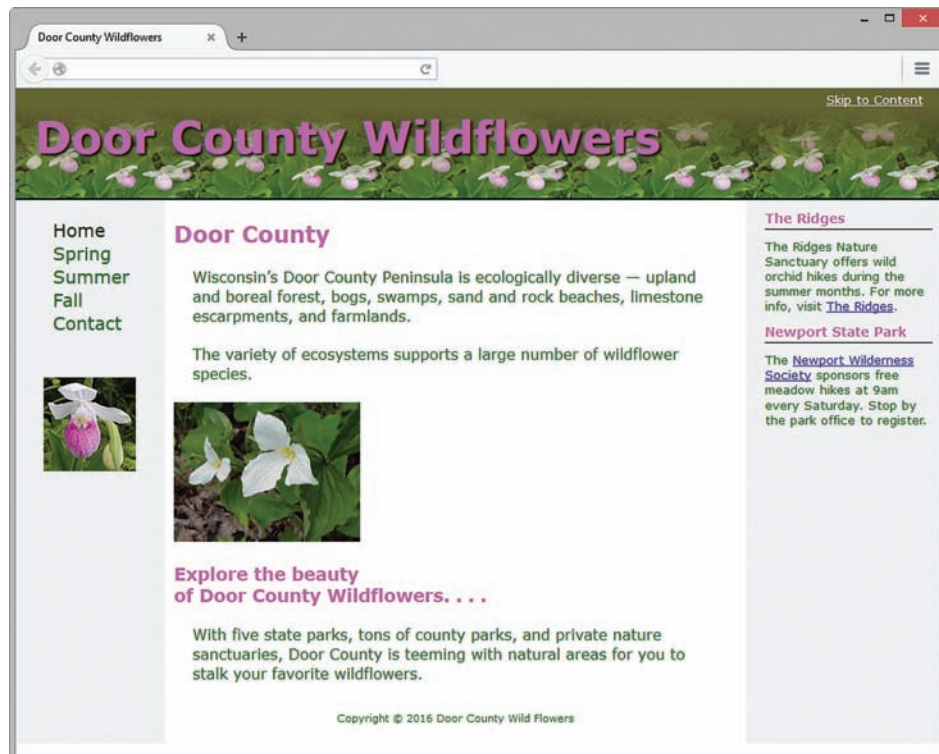 Door County Wildflowers
Skip to Content
Door County Wildflowers
Home
Spring
Summer
Fall
Contact
Door County
Wisconsin’s Door County Peninsula is ecologically diverse — upland
and boreal forest, bogs, swamps, sand and rock beaches, limestone
escarpments, and farmlands.
The variety of ecosystems supports a large number of wildflower
species.
Explore the beauty
of Door County Wildflowers. . . .
With five state parks, tons of county parks, and private nature
sanctuaries, Door County is teeming with natural areas for you to
stalk your favorite wildflowers.
Copyright © 2016 Door County Wild Flowers
The Ridges
The Ridges Nature
Sanctuary offers wild
orchid hikes during the
summer months. For more
info, visit The Ridges.
Newport State Park
The Newport Wilderness
Society sponsors free
meadow hikes at 9am
every Saturday. Stop by
the park office to register.